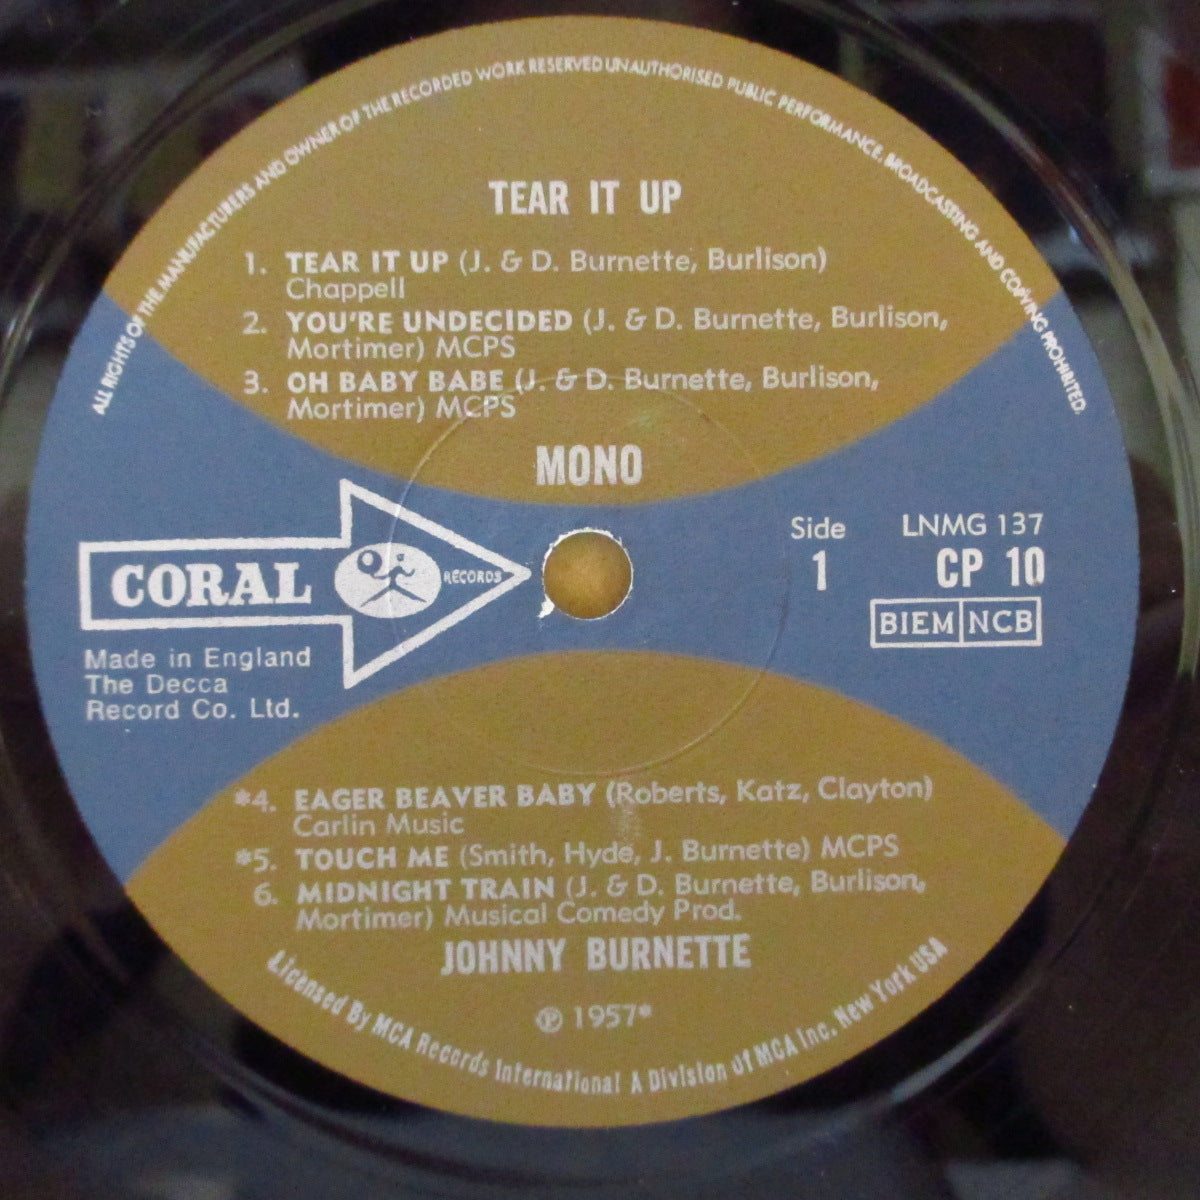 ALL RIGHTS OF THE MANUFACTURERS AND OWNER OF THE RECORDED WORK RESERVED UNAUTHORISED PUBLIC PERFORMANCE, BROADCASTING AND COPYING PROHIBITED.
TEAR IT UP
1. TEAR IT UP (J. & D. Burnette, Burlison)
Chappell
2. YOU'RE UNDECIDED (J. & D. Burnette, Burlison,
Mortimer) MCPS
3. OH BABY BABE (J. & D. Burnette, Burlison,
Mortimer) MCPS
MONO
CORAL RECORDS
Made in England
The Decca
Record Co. Ltd.
Side
1
LNMG 137
CP 10
BIEM NCB
*4. EAGER BEAVER BABY (Roberts, Katz, Clayton)
Carlin Music
*5. TOUCH ME (Smith, Hyde, J. Burnette) MCPS
6. MIDNIGHT TRAIN (J. & D. Burnette, Burlison,
Mortimer) Musical Comedy Prod.
JOHNNY BURNETTE
℗ 1957*
Licensed By MCA Records International A Division of MCA Inc. New York USA